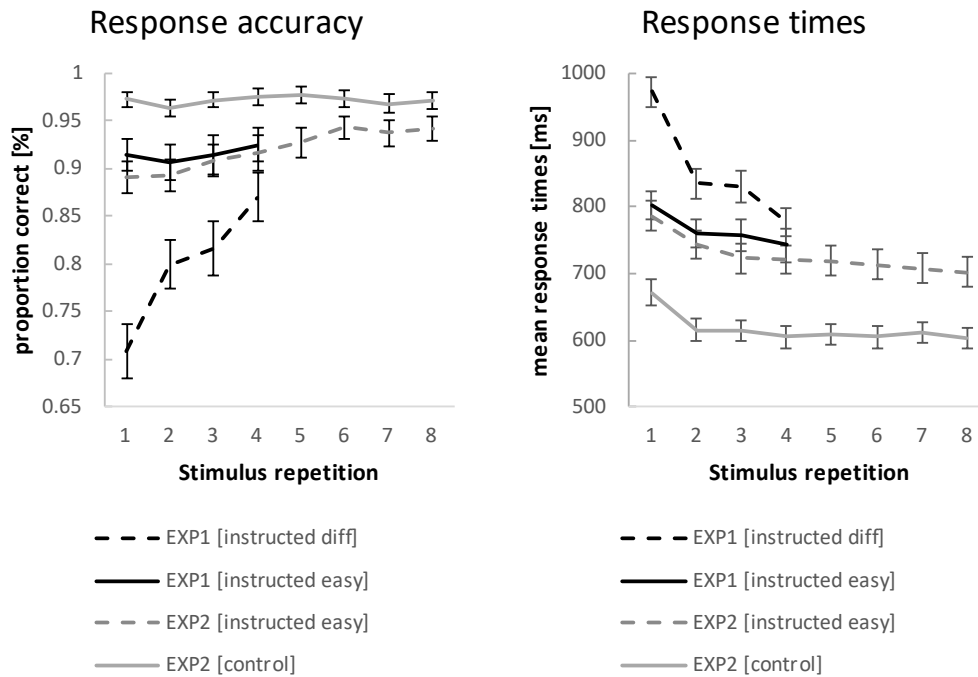 Response accuracy
proportion correct [%]
1
0.95
0.9
0.85
0.8
0.75
0.7
0.65
1 2 3 4 5 6 7 8
Stimulus repetition
EXP1 [instructed diff]
EXP1 [instructed easy]
EXP2 [instructed easy]
EXP2 [control]
Response times
mean response times [ms]
1000
900
800
700
600
500
1 2 3 4 5 6 7 8
Stimulus repetition
EXP1 [instructed diff]
EXP1 [instructed easy]
EXP2 [instructed easy]
EXP2 [control]